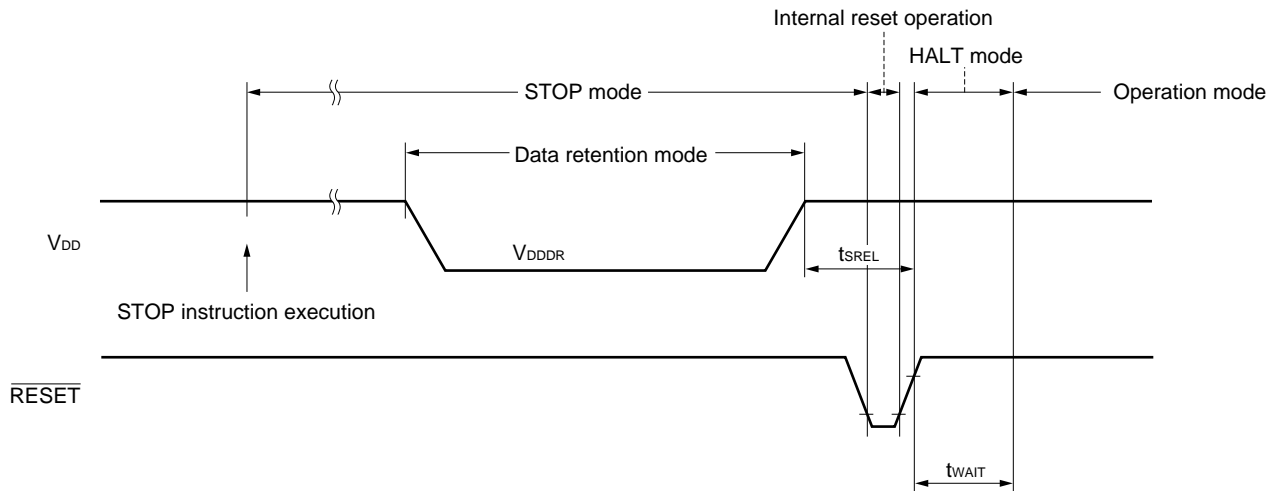 Internal reset operation
HALT mode
STOP mode
Operation mode
Data retention mode
VDD
VDDDR
tSREL
STOP instruction execution
RESET
tWAIT